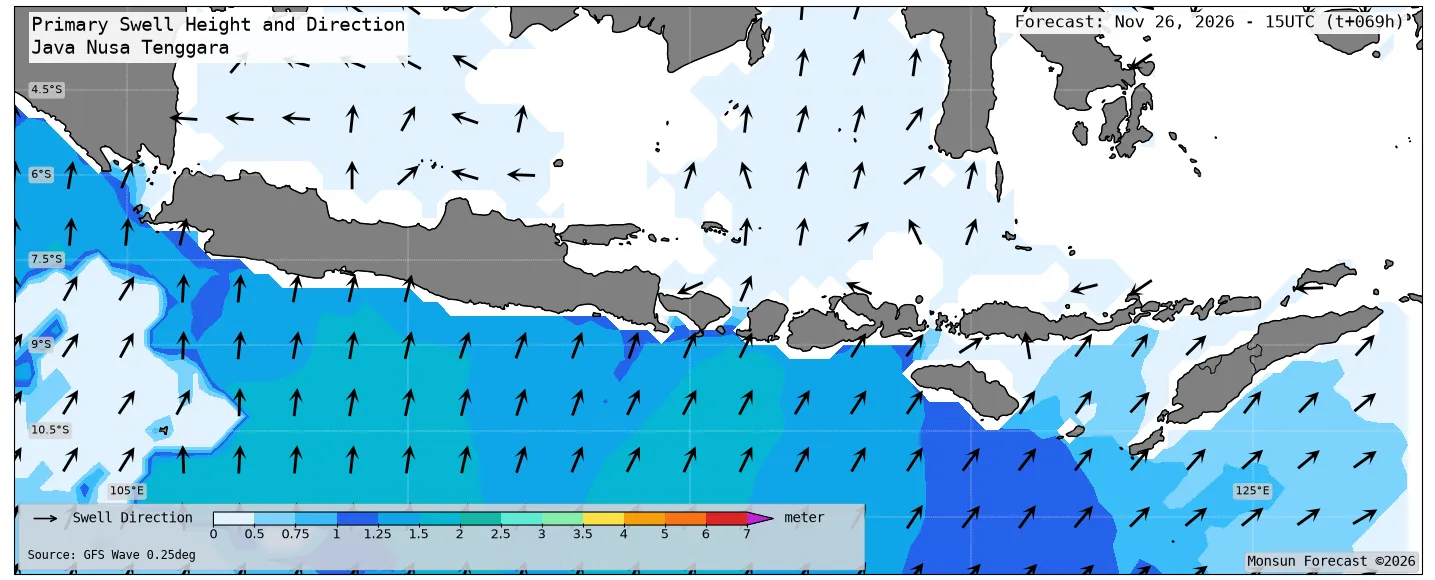 Primary Swell Height and Direction
Java Nusa Tenggara
Forecast: Nov 26, 2026 - 15UTC (t+069h)
4.5°S
6°S
7.5°S
9°S
10.5°S
105°E
125°E
Swell Direction
0 0.5 0.75 1 1.25 1.5 2 2.5 3 3.5 4 5 6 7
meter
Source: GFS Wave 0.25deg
Monsun Forecast ©2026